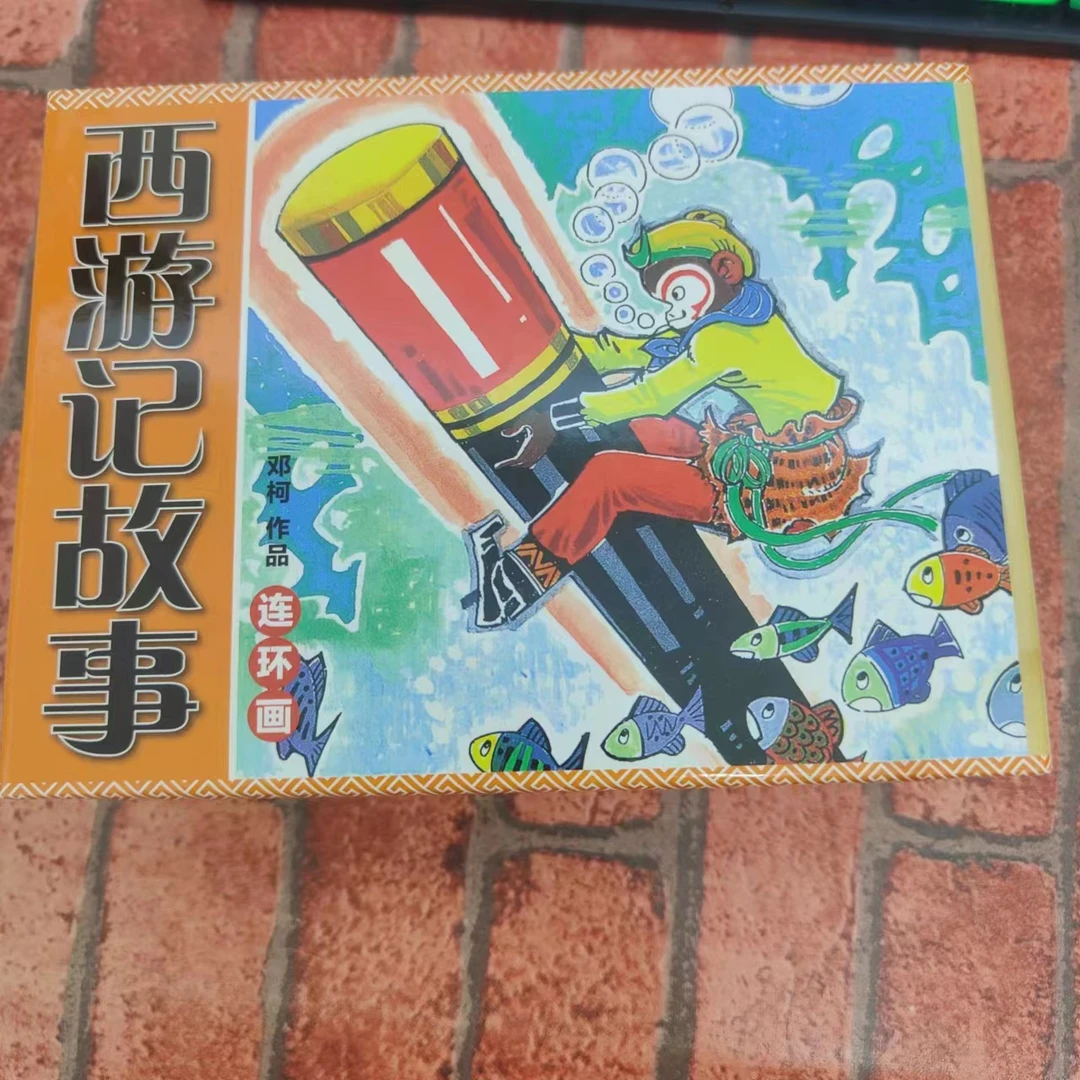 西游记故事
邓柯 作品
连环画